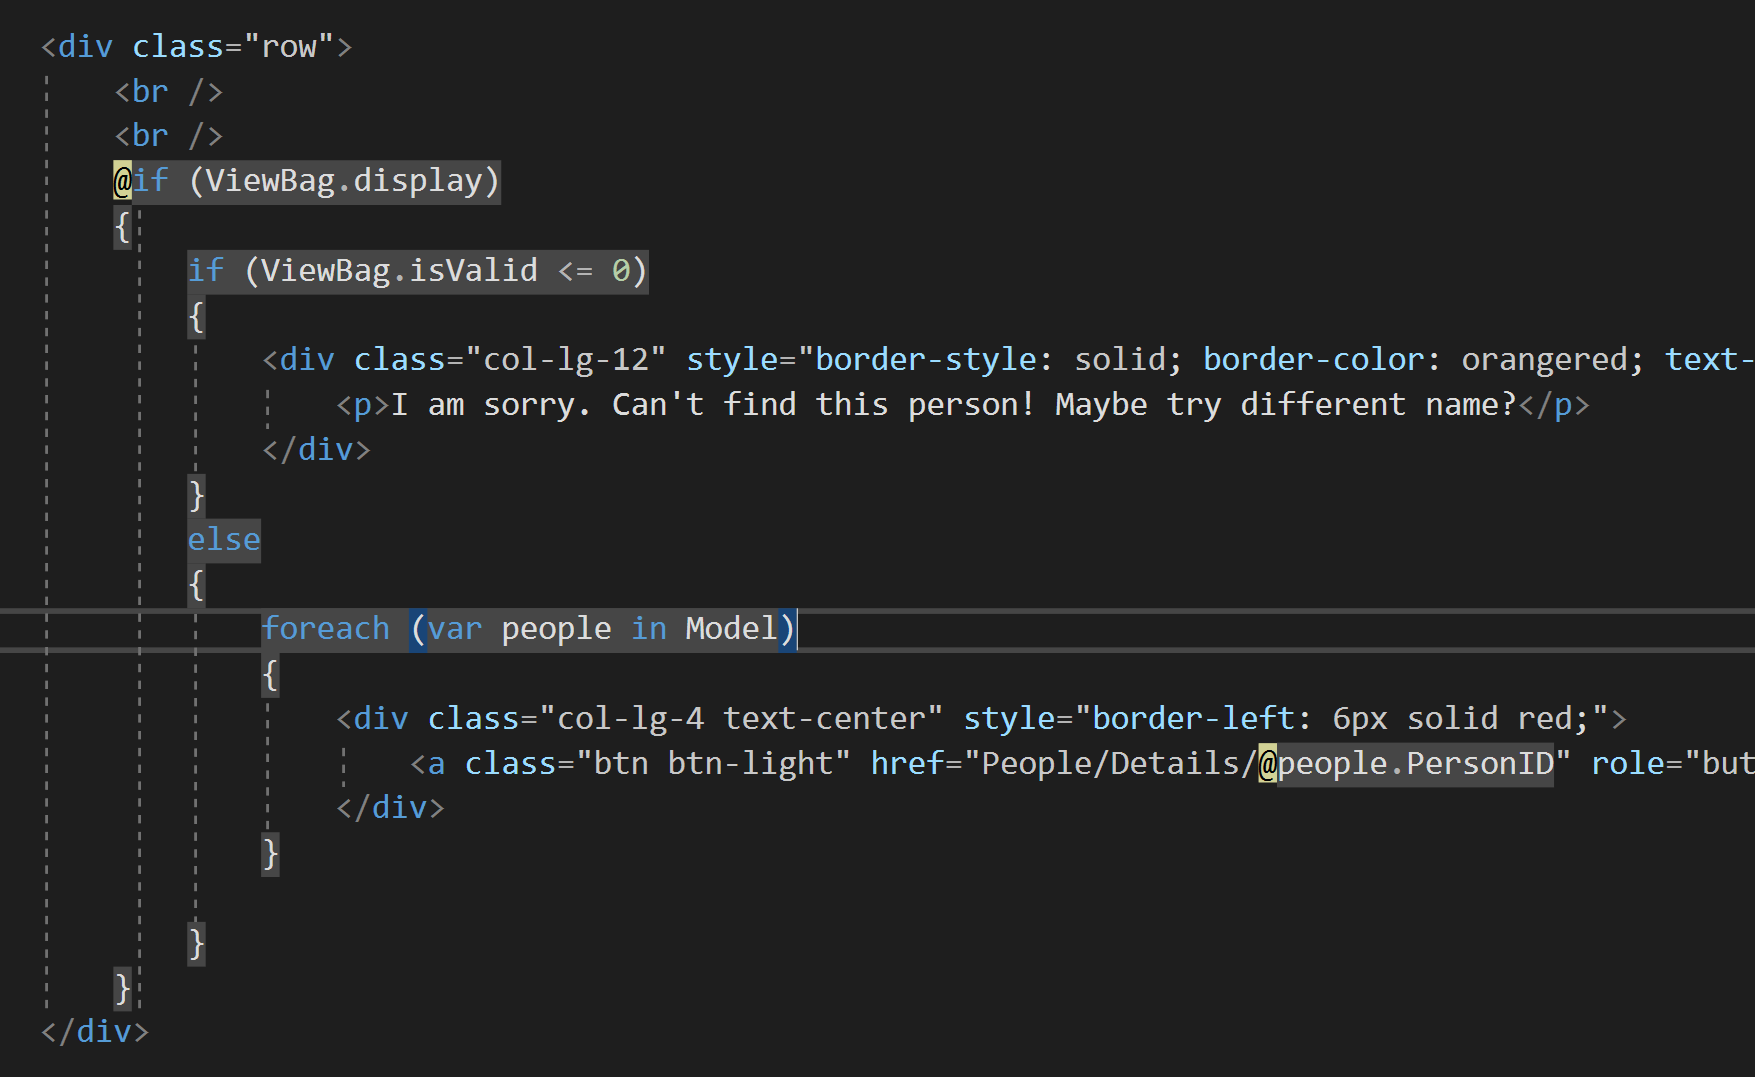 <div class="row">
<br />
<br />
@if (ViewBag.display)
{
if (ViewBag.isValid <= 0)
{
<div class="col-lg-12" style="border-style: solid; border-color: orangered; text-
<p>I am sorry. Can't find this person! Maybe try different name?</p>
</div>
}
else
{
foreach (var people in Model)
{
<div class="col-lg-4 text-center" style="border-left: 6px solid red;">
<a class="btn btn-light" href="People/Details/@people.PersonID" role="but
</div>
}
}
}
</div>